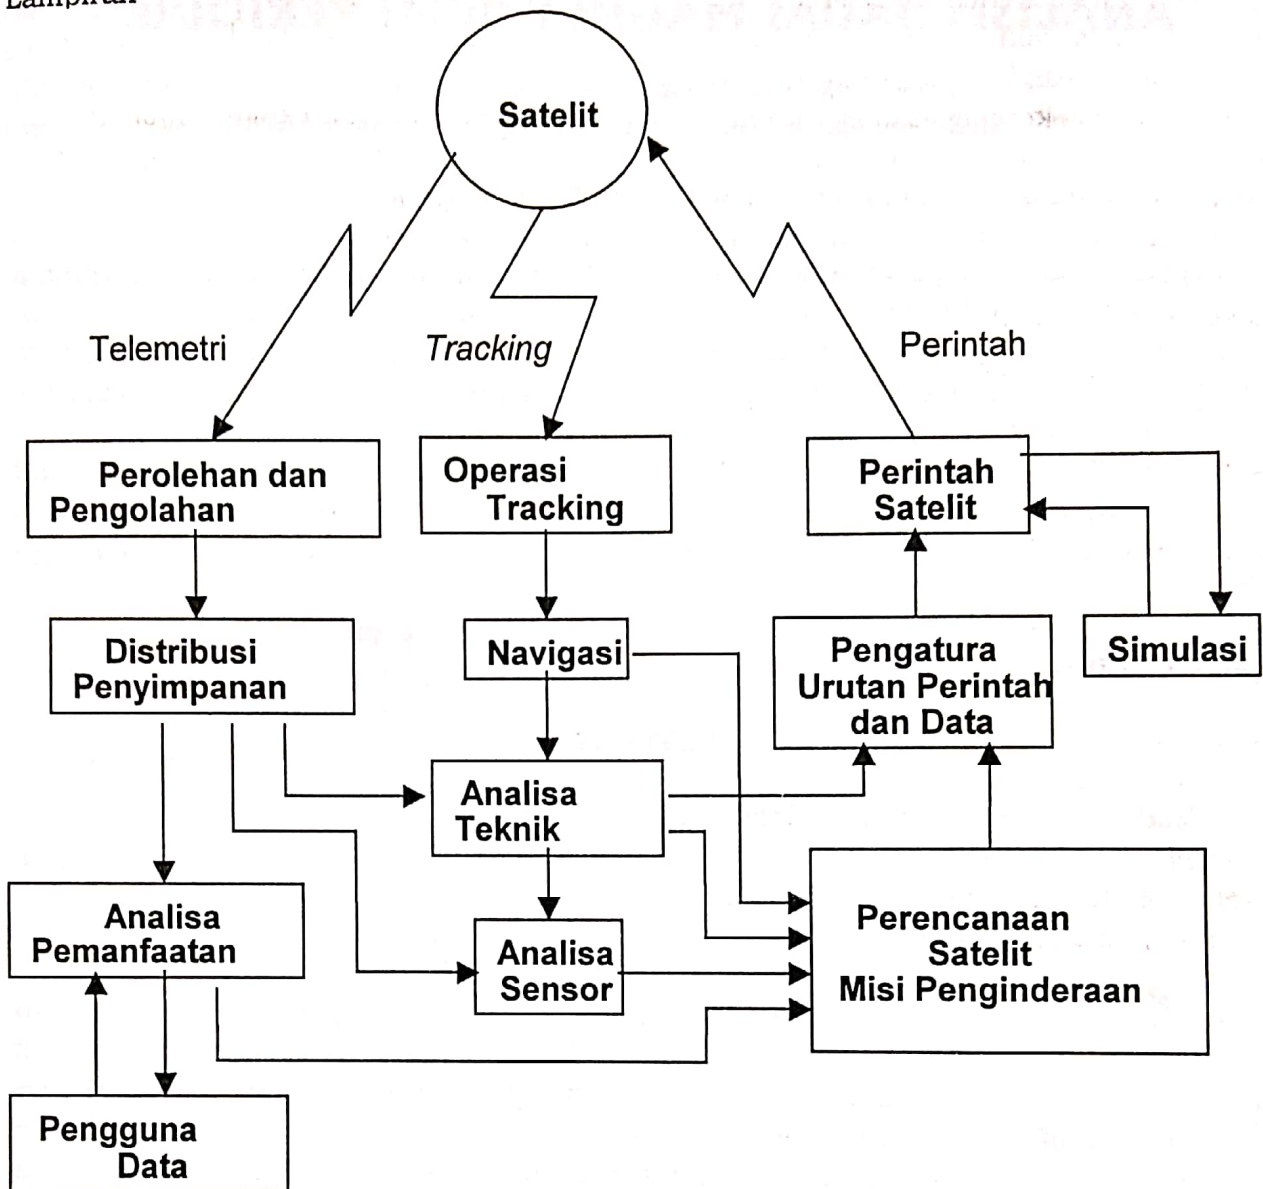 Lampiran
Satelit
Telemetri
Tracking
Perintah
Perolehan dan
Pengolahan
Operasi
Tracking
Perintah
Satelit
Distribusi
Penyimpanan
Navigasi
Pengatura
Urutan Perintah
dan Data
Simulasi
Analisa
Teknik
Analisa
Pemanfaatan
Analisa
Sensor
Perencanaan
Satelit
Misi Penginderaan
Pengguna
Data